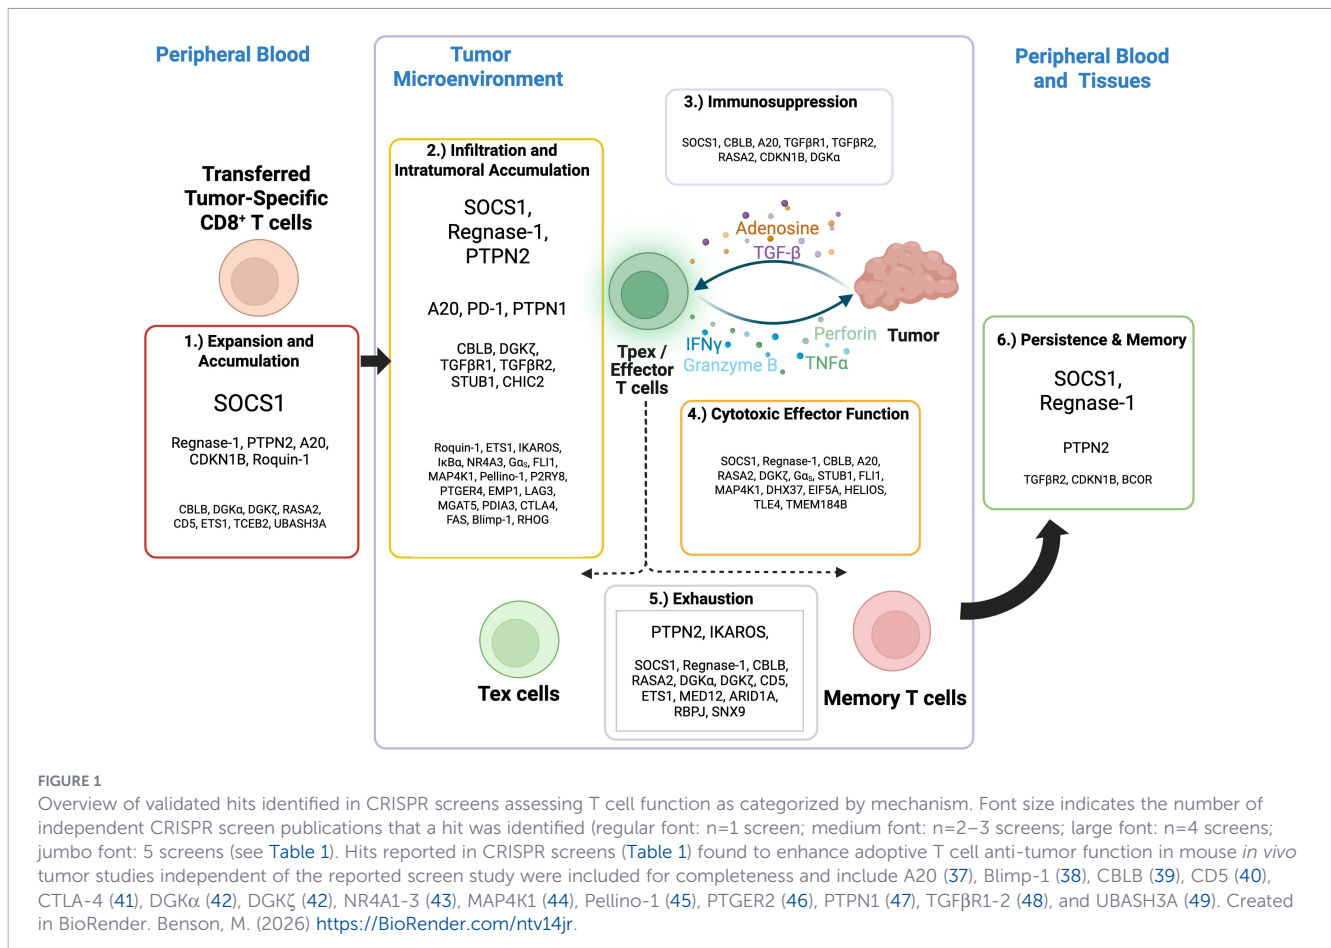 Peripheral Blood
Tumor
Microenvironment
Peripheral Blood
and Tissues
Transferred
Tumor-Specific
CD8⁺ T cells
1.) Expansion and
Accumulation
SOCS1
Regnase-1, PTPN2, A20,
CDKN1B, Roquin-1
CBLB, DGKα, DGKζ, RASA2,
CD5, ETS1, TCEB2, UBASH3A
2.) Infiltration and
Intratumoral Accumulation
SOCS1,
Regnase-1,
PTPN2
A20, PD-1, PTPN1
CBLB, DGKζ,
TGFβR1, TGFβR2,
STUB1, CHIC2
Roquin-1, ETS1, IKAROS,
IκBα, NR4A3, Gαₛ, FLI1,
MAP4K1, Pellino-1, P2RY8,
PTGER4, EMP1, LAG3,
MGAT5, PDIA3, CTLA4,
FAS, Blimp-1, RHOG
3.) Immunosuppression
SOCS1, CBLB, A20, TGFβR1, TGFβR2,
RASA2, CDKN1B, DGKα
Adenosine
TGF-β
Tpex /
Effector
T cells
IFNγ
Granzyme B
Perforin
TNFα
Tumor
4.) Cytotoxic Effector Function
SOCS1, Regnase-1, CBLB, A20,
RASA2, DGKζ, Gαₛ, STUB1, FLI1,
MAP4K1, DHX37, EIF5A, HELIOS,
TLE4, TMEM184B
Tex cells
5.) Exhaustion
PTPN2, IKAROS,
SOCS1, Regnase-1, CBLB,
RASA2, DGKα, DGKζ, CD5,
ETS1, MED12, ARID1A,
RBPJ, SNX9
Memory T cells
6.) Persistence & Memory
SOCS1,
Regnase-1
PTPN2
TGFβR2, CDKN1B, BCOR
FIGURE 1
Overview of validated hits identified in CRISPR screens assessing T cell function as categorized by mechanism. Font size indicates the number of
independent CRISPR screen publications that a hit was identified (regular font: n=1 screen; medium font: n=2–3 screens; large font: n=4 screens;
jumbo font: 5 screens (see Table 1). Hits reported in CRISPR screens (Table 1) found to enhance adoptive T cell anti-tumor function in mouse in vivo
tumor studies independent of the reported screen study were included for completeness and include A20 (37), Blimp-1 (38), CBLB (39), CD5 (40),
CTLA-4 (41), DGKα (42), DGKζ (42), NR4A1-3 (43), MAP4K1 (44), Pellino-1 (45), PTGER2 (46), PTPN1 (47), TGFβR1-2 (48), and UBASH3A (49). Created
in BioRender. Benson, M. (2026) https://BioRender.com/ntv14jr.